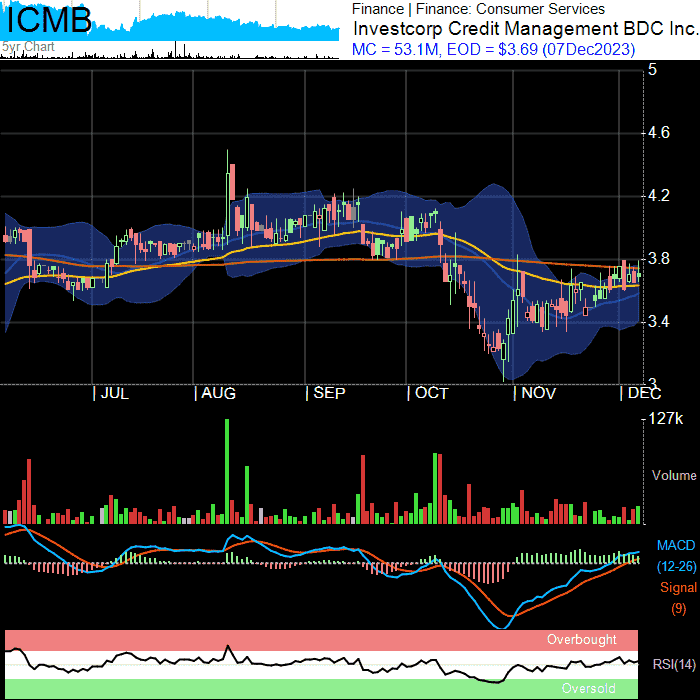 ICMB
5yr Chart
Finance | Finance: Consumer Services
Investcorp Credit Management BDC Inc.
MC = 53.1M, EOD = $3.69 (07Dec2023)
5
4.6
4.2
3.8
3.4
3
JUL
AUG
SEP
OCT
NOV
DEC
127k
Volume
MACD
(12-26)
Signal
(9)
Overbought
RSI(14)
Oversold